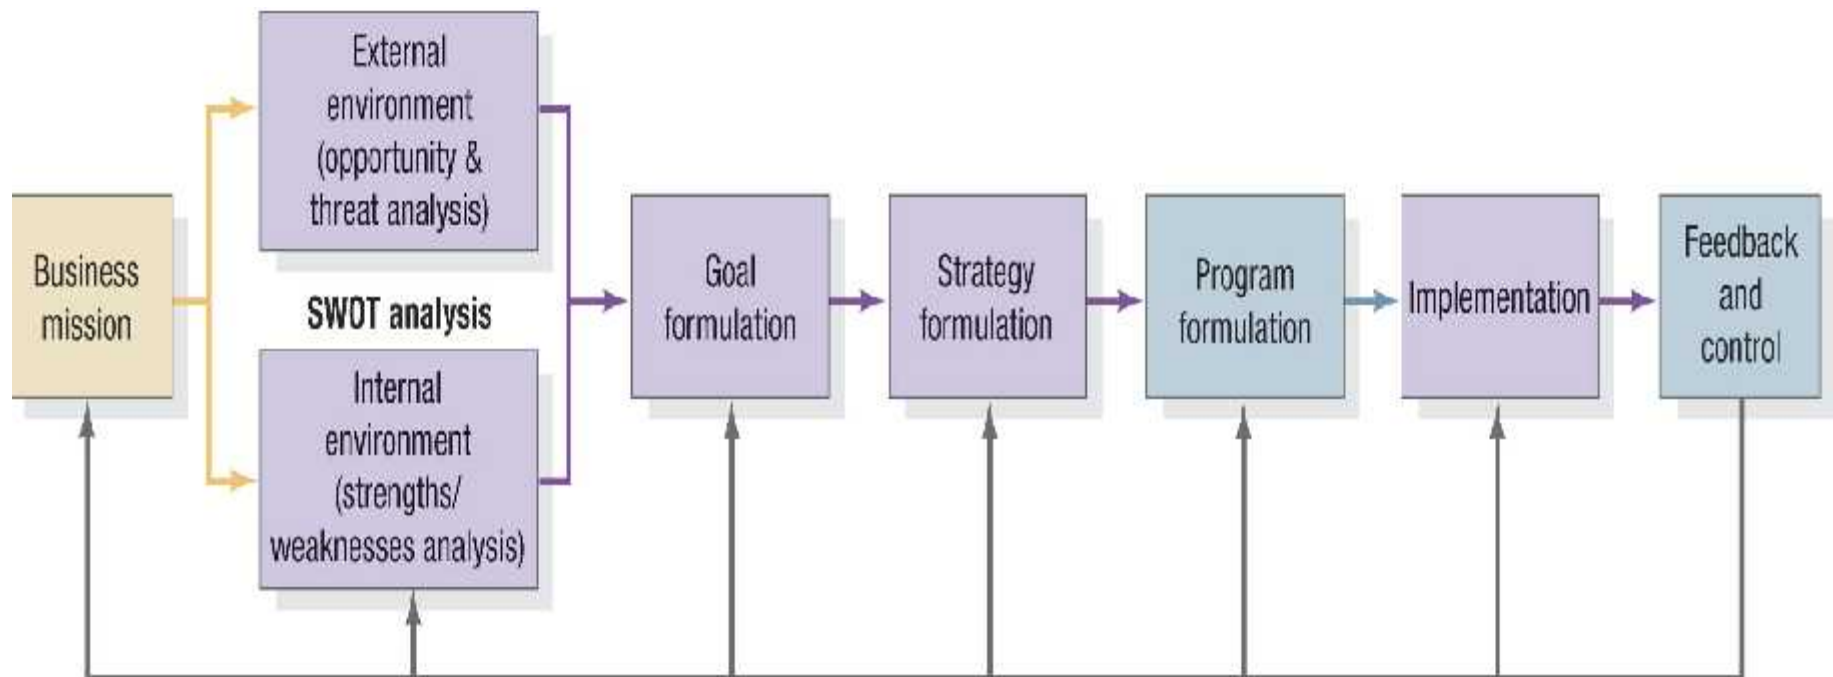 Business
mission
External
environment
(opportunity &
threat analysis)
SWOT analysis
Internal
environment
(strengths/
weaknesses analysis)
Goal
formulation
Strategy
formulation
Program
formulation
Implementation
Feedback
and
control